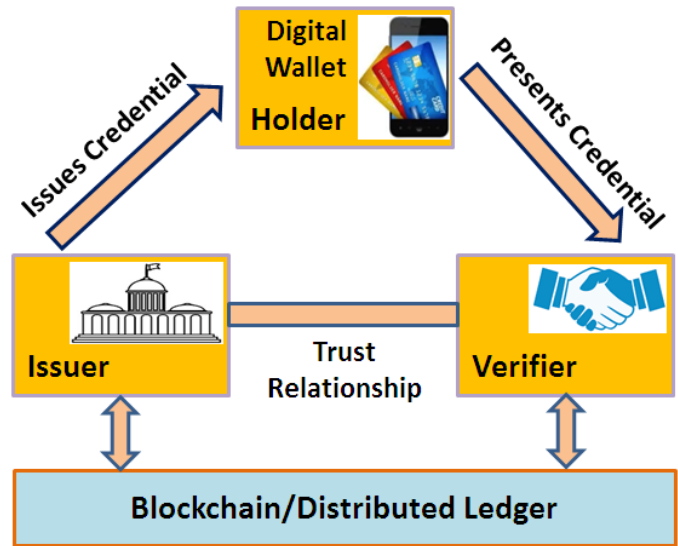 Digital
Wallet
Holder
Issues Credential
Presents Credential
Issuer
Trust
Relationship
Verifier
Blockchain/Distributed Ledger